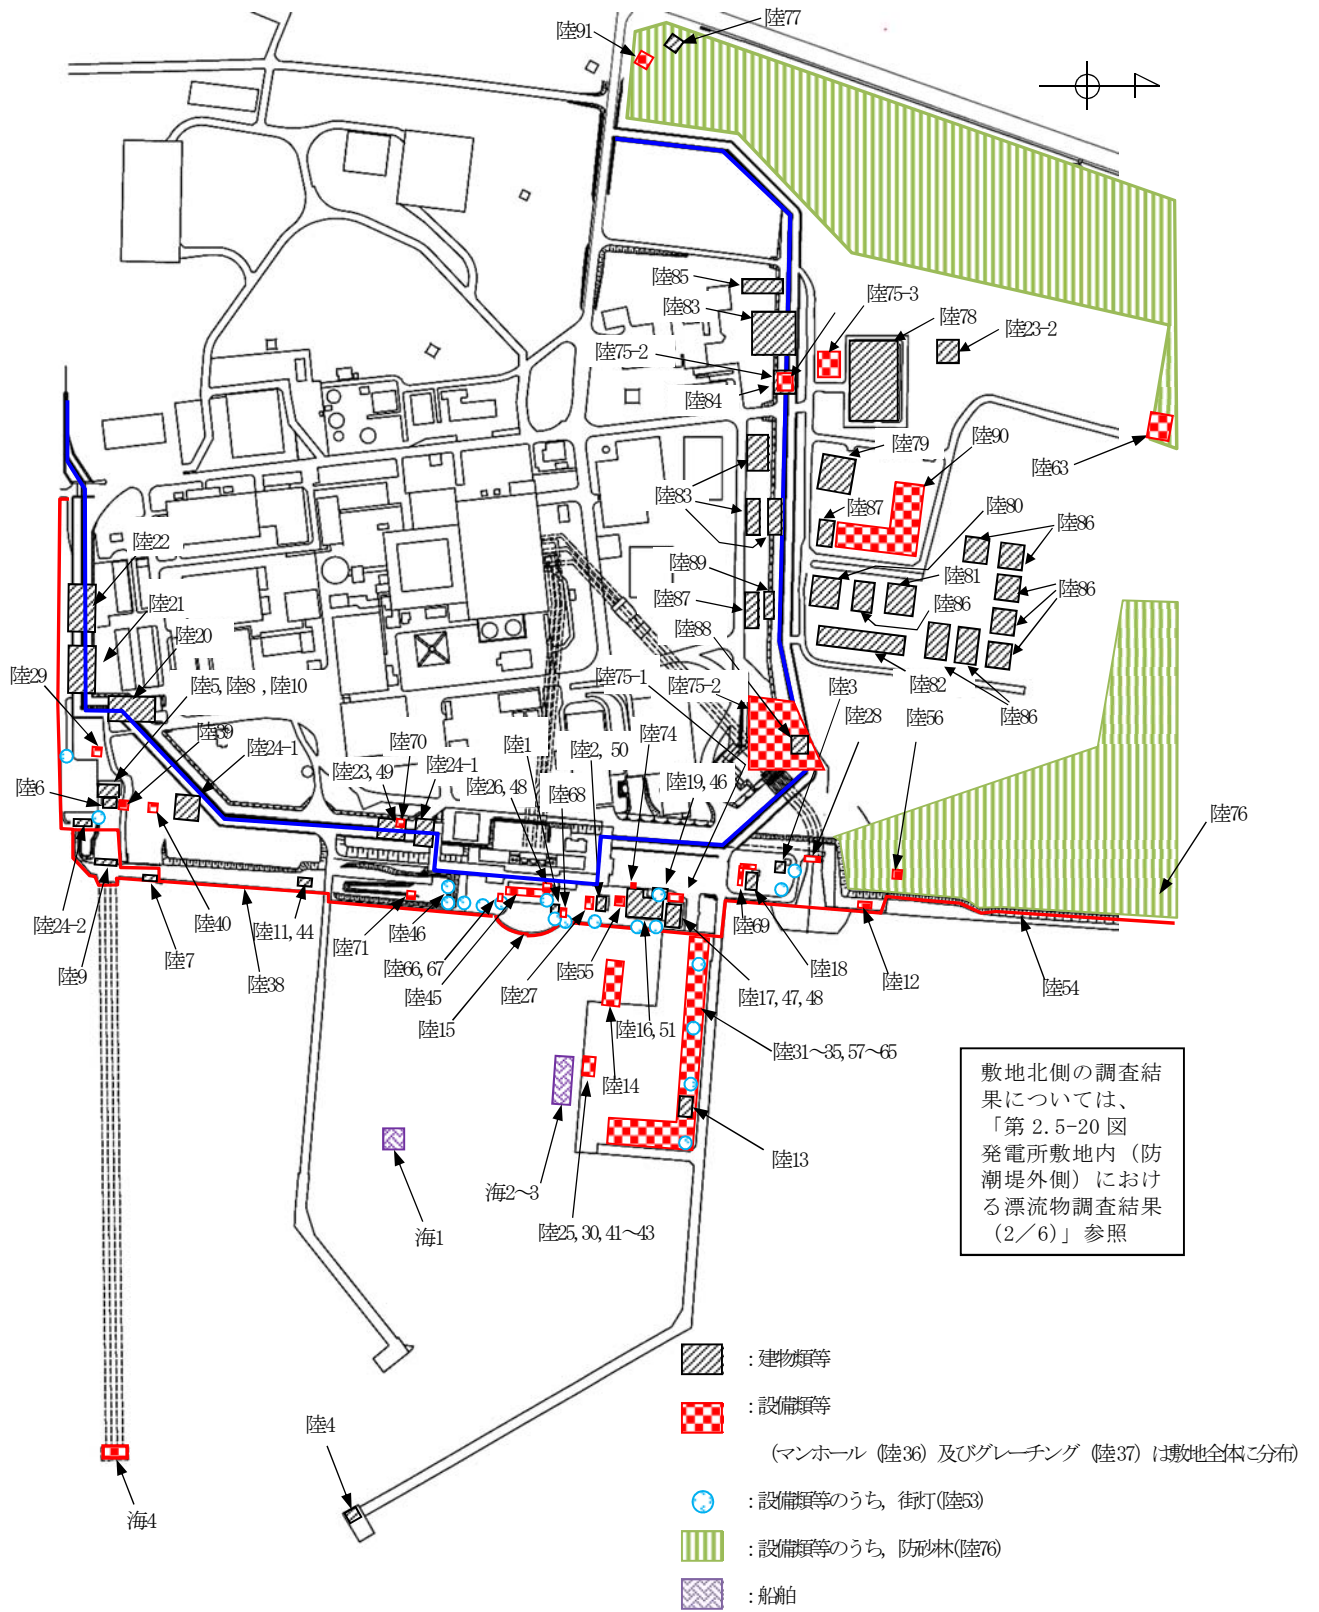 陸91
陸77
陸85
陸83
陸75-3
陸78
陸23-2
陸75-2
陸84
陸79
陸90
陸63
陸83
陸87
陸80
陸86
陸22
陸89
陸81
陸86
陸86
陸21
陸87
陸20
陸88
陸29
陸5, 陸8 , 陸10
陸75-1
陸75-2
陸3
陸82
陸86
陸28
陸56
陸6
陸39
陸24-1
陸70
陸23, 49
陸24-1
陸1
陸26, 48
陸68
陸2, 50
陸74
陸19, 46
陸76
陸24-2
陸9
陸7
陸40
陸11, 44
陸38
陸71
陸46
陸66, 67
陸45
陸15
陸27
陸55
陸16, 51
陸69
陸18
陸17, 47, 48
陸12
陸54
陸31～35, 57～65
陸14
陸13
海2～3
陸25, 30, 41～43
海1
敷地北側の調査結
果については、
「第 2.5-20 図
発電所敷地内（防
潮堤外側）におけ
る漂流物調査結果
（2／6）」参照
陸4
海4
：建物類等
：設備類等
（マンホール（陸36）及びグレーチング（陸37）は敷地全体に分布）
：設備類等のうち，街灯(陸53)
：設備類等のうち，防砂林(陸76)
：船舶